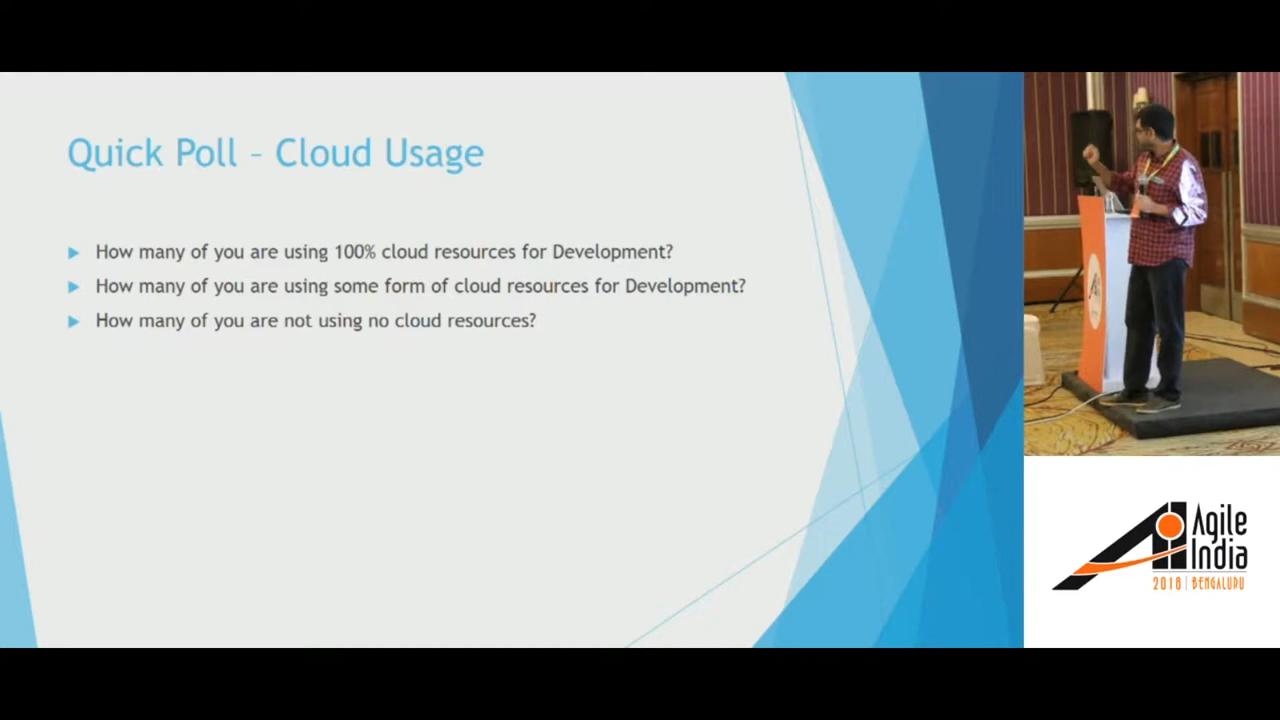 Quick Poll – Cloud Usage
How many of you are using 100% cloud resources for Development?
How many of you are using some form of cloud resources for Development?
How many of you are not using no cloud resources?
Agile
India
2018 | BENGALURU